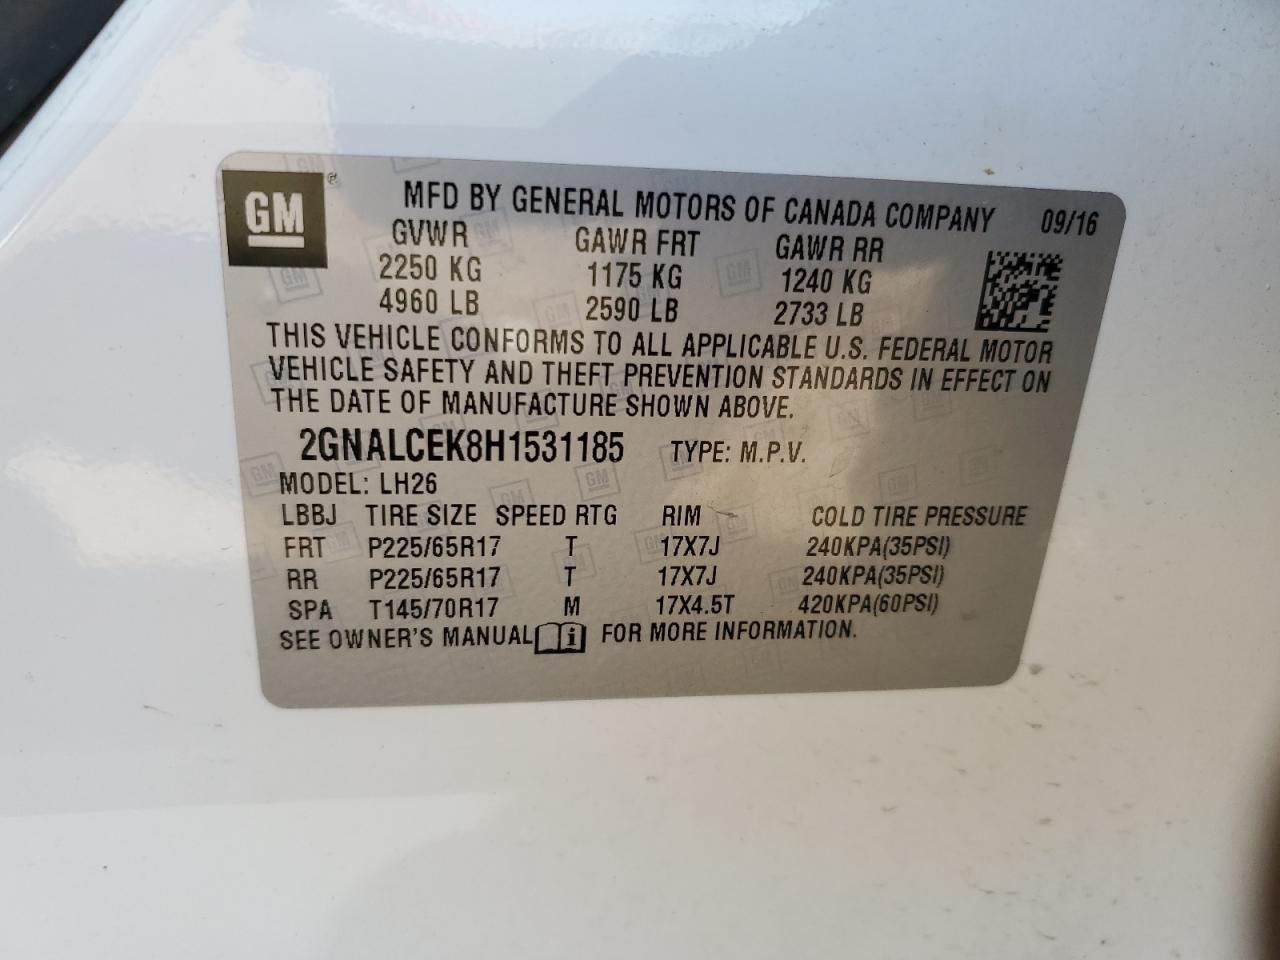 GM ®
MFD BY GENERAL MOTORS OF CANADA COMPANY 09/16
GVWR GAWR FRT GAWR RR
2250 KG 1175 KG 1240 KG
4960 LB 2590 LB 2733 LB
THIS VEHICLE CONFORMS TO ALL APPLICABLE U.S. FEDERAL MOTOR
VEHICLE SAFETY AND THEFT PREVENTION STANDARDS IN EFFECT ON
THE DATE OF MANUFACTURE SHOWN ABOVE.
2GNALCEK8H1531185 TYPE: M.P.V.
MODEL: LH26
LBBJ TIRE SIZE SPEED RTG RIM COLD TIRE PRESSURE
FRT P225/65R17 T 17X7J 240KPA(35PSI)
RR P225/65R17 T 17X7J 240KPA(35PSI)
SPA T145/70R17 M 17X4.5T 420KPA(60PSI)
SEE OWNER'S MANUAL i FOR MORE INFORMATION.